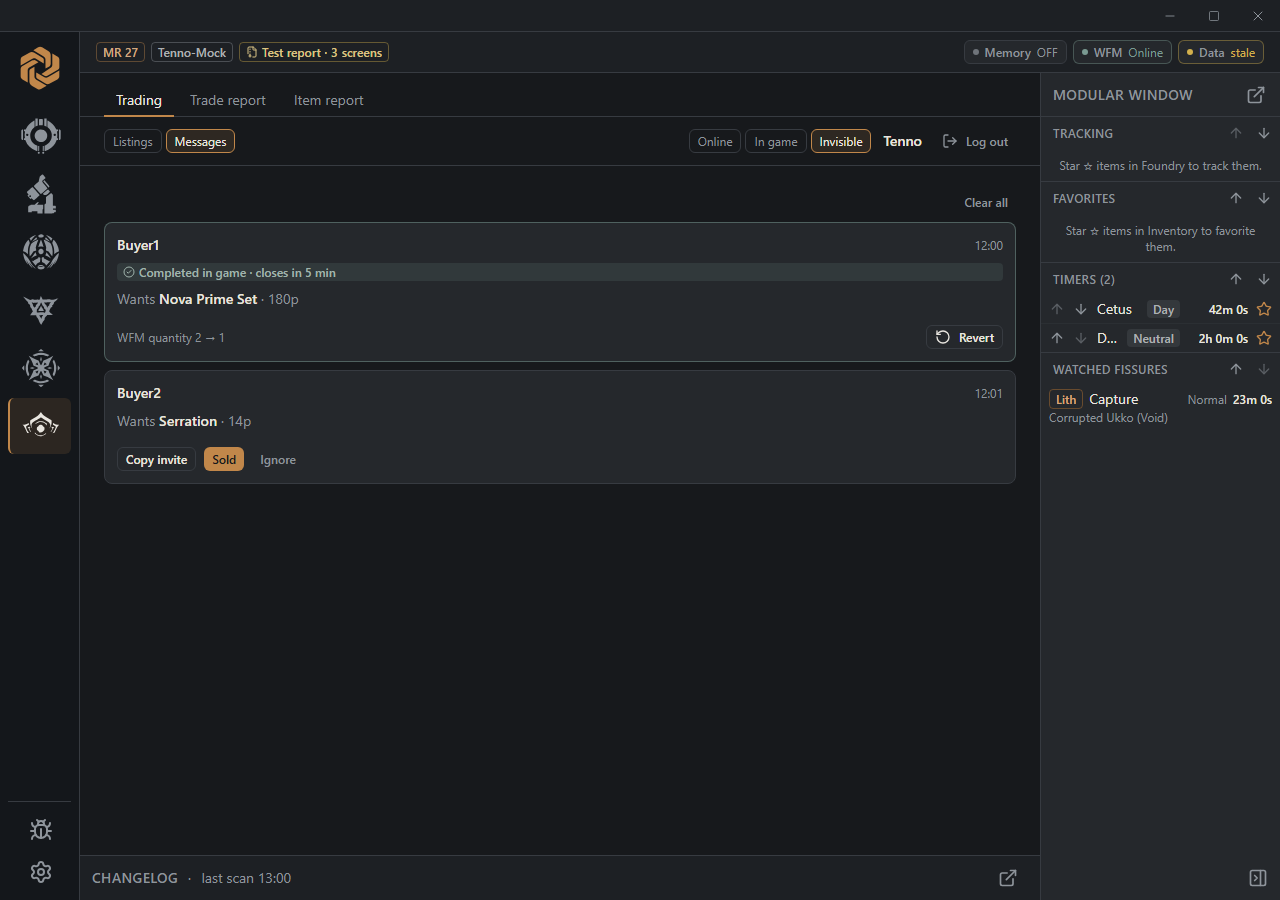 MR 27
Tenno-Mock
Test report · 3 screens
Memory OFF
WFM Online
Data stale
Trading
Trade report
Item report
Listings
Messages
Online
In game
Invisible
Tenno
Log out
Clear all
Buyer1
12:00
Completed in game · closes in 5 min
Wants Nova Prime Set · 180p
WFM quantity 2 → 1
Revert
Buyer2
12:01
Wants Serration · 14p
Copy invite
Sold
Ignore
MODULAR WINDOW
TRACKING
Star ☆ items in Foundry to track them.
FAVORITES
Star ☆ items in Inventory to favorite
them.
TIMERS (2)
Cetus Day 42m 0s
D... Neutral 2h 0m 0s
WATCHED FISSURES
Lith Capture Normal 23m 0s
Corrupted Ukko (Void)
CHANGELOG · last scan 13:00